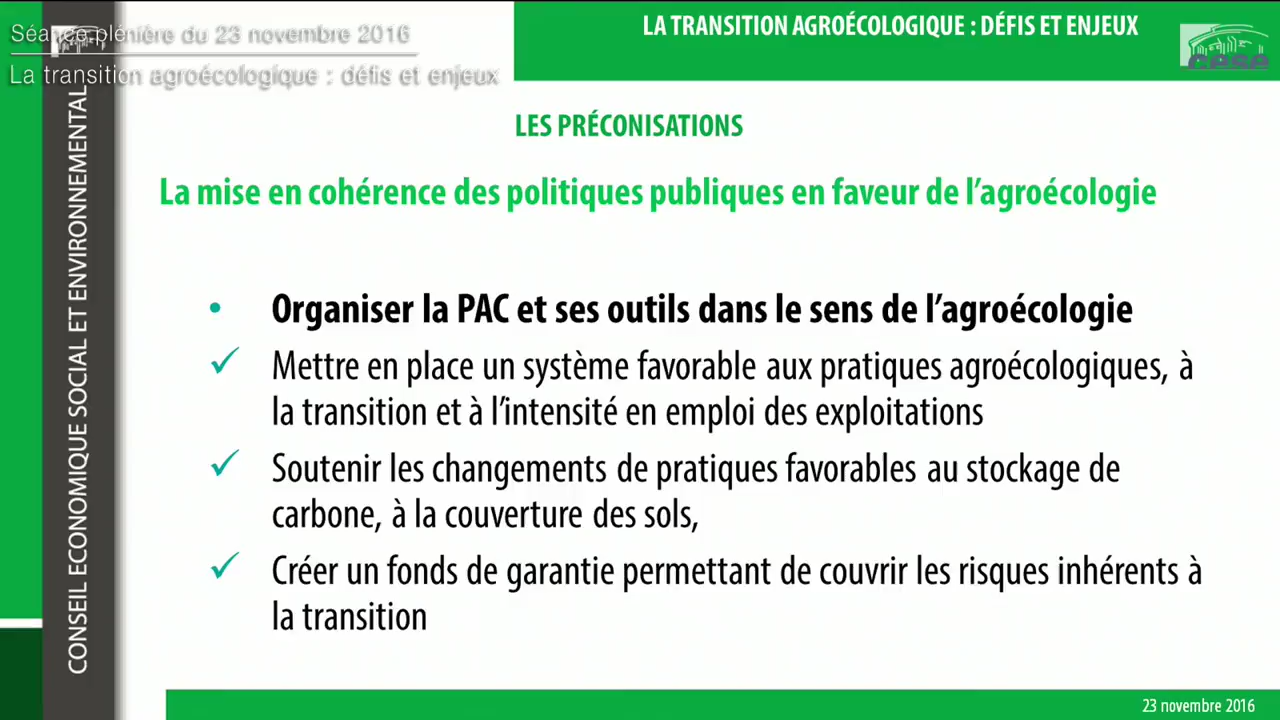 Séance plénière du 23 novembre 2016
La transition agroécologique : défis et enjeux
LA TRANSITION AGROÉCOLOGIQUE : DÉFIS ET ENJEUX
CESE
CONSEIL ECONOMIQUE SOCIAL ET ENVIRONNEMENTAL
LES PRÉCONISATIONS
La mise en cohérence des politiques publiques en faveur de l’agroécologie
• Organiser la PAC et ses outils dans le sens de l’agroécologie
✓ Mettre en place un système favorable aux pratiques agroécologiques, à
la transition et à l’intensité en emploi des exploitations
✓ Soutenir les changements de pratiques favorables au stockage de
carbone, à la couverture des sols,
✓ Créer un fonds de garantie permettant de couvrir les risques inhérents à
la transition
23 novembre 2016